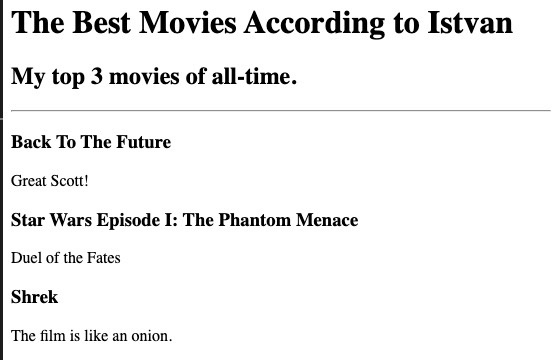 The Best Movies According to Istvan
My top 3 movies of all-time.
Back To The Future
Great Scott!
Star Wars Episode I: The Phantom Menace
Duel of the Fates
Shrek
The film is like an onion.